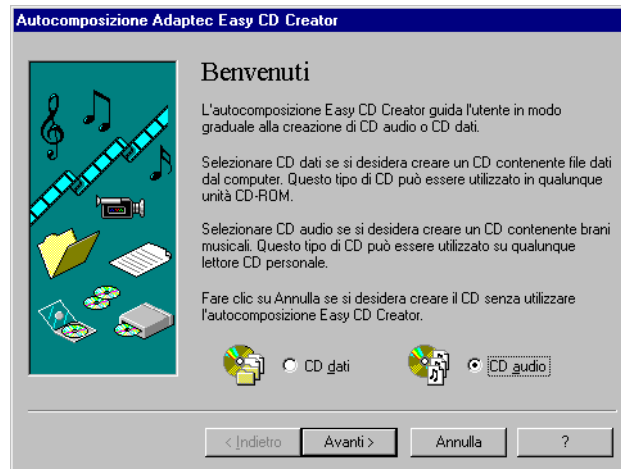 Autocomposizione Adaptec Easy CD Creator
Benvenuti
L'autocomposizione Easy CD Creator guida l'utente in modo
graduale alla creazione di CD audio o CD dati.
Selezionare CD dati se si desidera creare un CD contenente file dati
dal computer. Questo tipo di CD può essere utilizzato in qualunque
unità CD-ROM.
Selezionare CD audio se si desidera creare un CD contenente brani
musicali. Questo tipo di CD può essere utilizzato su qualunque
lettore CD personale.
Fare clic su Annulla se si desidera creare il CD senza utilizzare
l'autocomposizione Easy CD Creator.
CD dati CD audio
< Indietro Avanti > Annulla ?